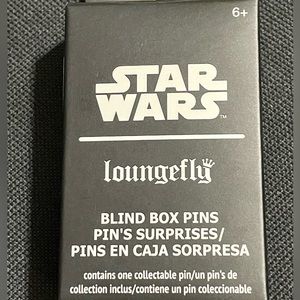 6+
STAR
WARS™
loungefly
BLIND BOX PINS
PIN'S SURPRISES/
PINS EN CAJA SORPRESA
contains one collectable pin/un pin's de
collection inclus/contiene un pin coleccionable